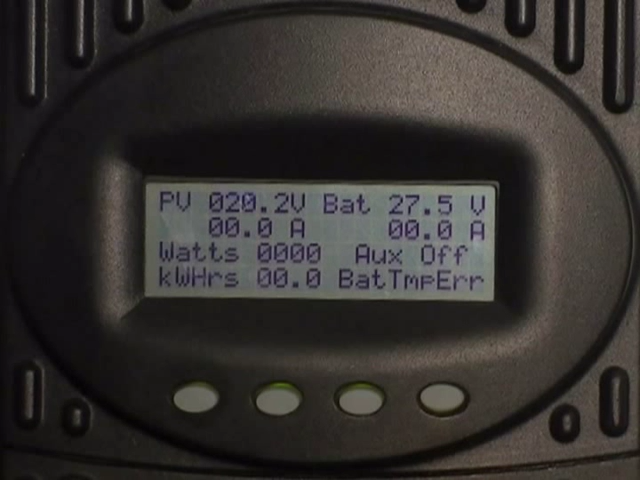 PV 020.2V Bat 27.5 V
00.0 A 00.0 A
Watts 0000 Aux Off
kWHrs 00.0 BatTmpErr